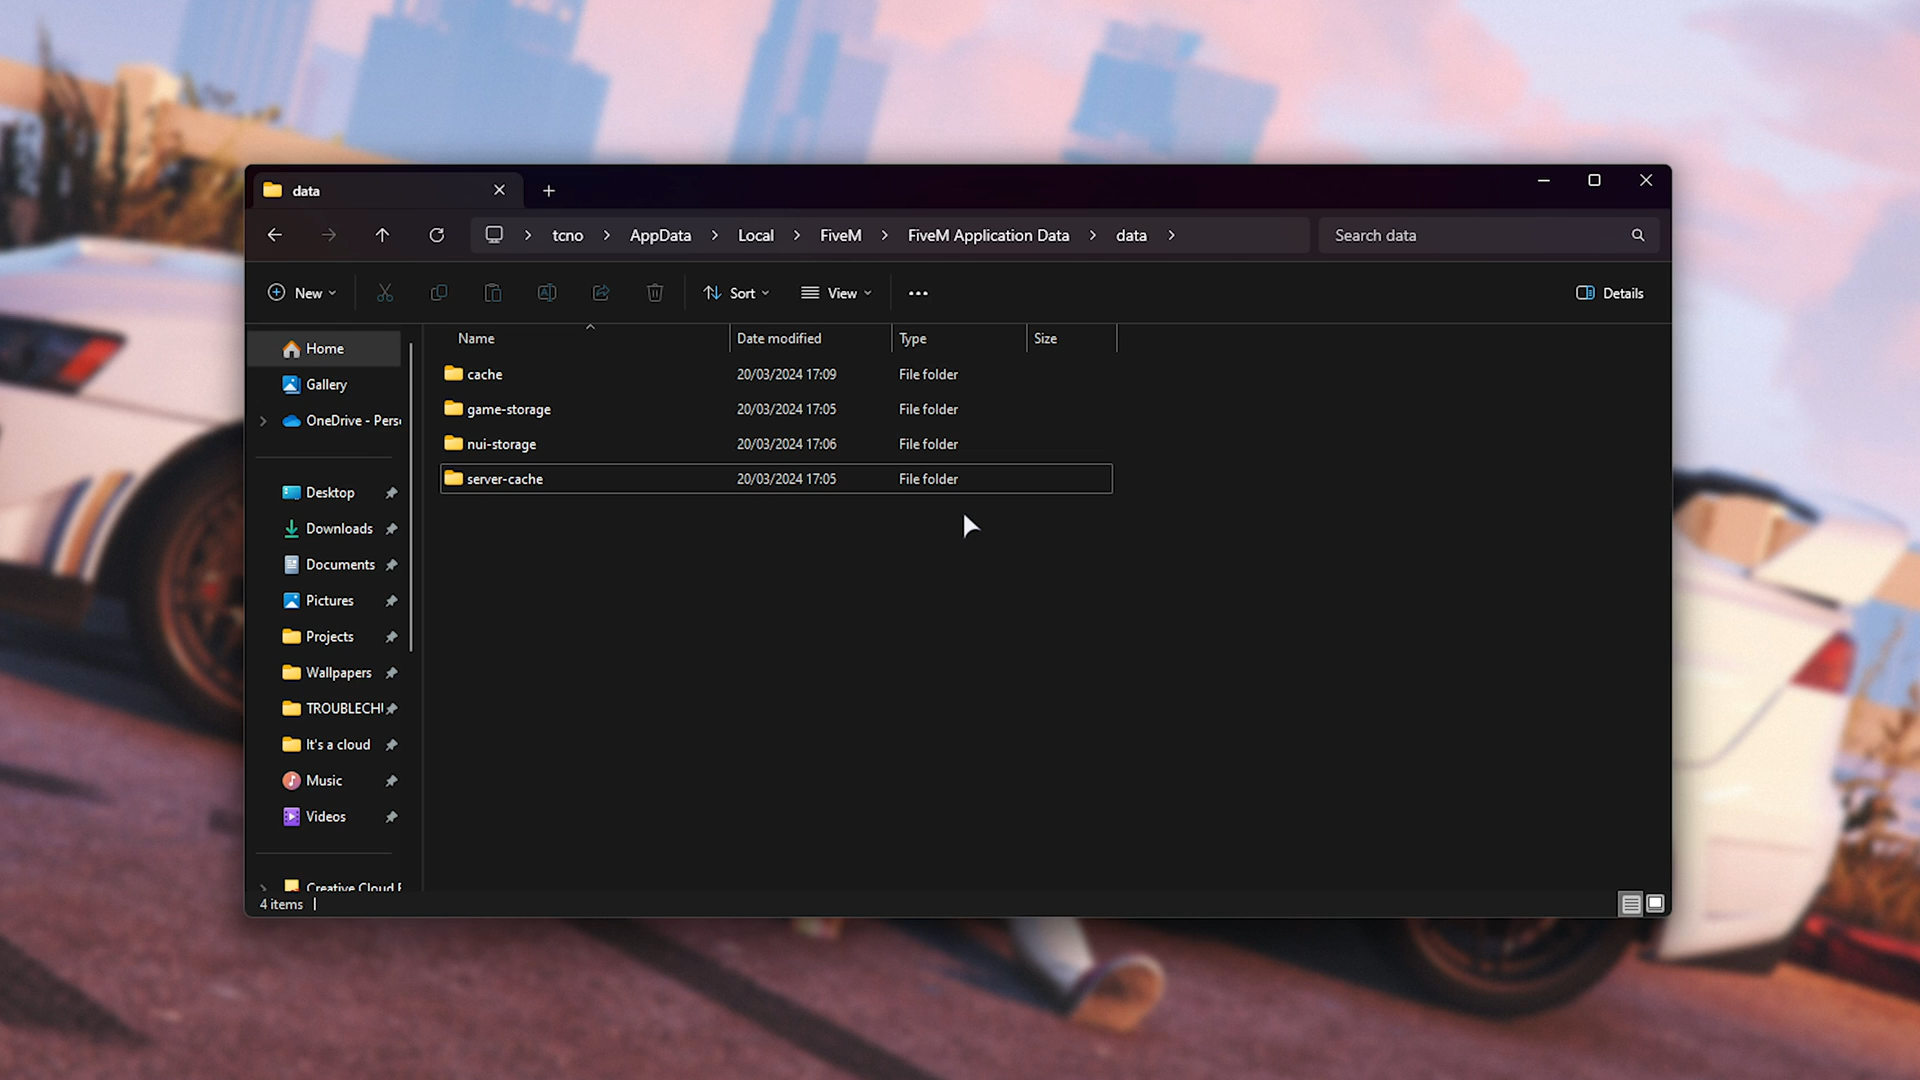 data
tcno > AppData > Local > FiveM > FiveM Application Data > data >
Search data
New
Sort
View
Details
Home
Gallery
OneDrive - Pers
Desktop
Downloads
Documents
Pictures
Projects
Wallpapers
TROUBLECH
It's a cloud
Music
Videos
Creative Cloud F
Name Date modified Type Size
cache 20/03/2024 17:09 File folder
game-storage 20/03/2024 17:05 File folder
nui-storage 20/03/2024 17:06 File folder
server-cache 20/03/2024 17:05 File folder
4 items